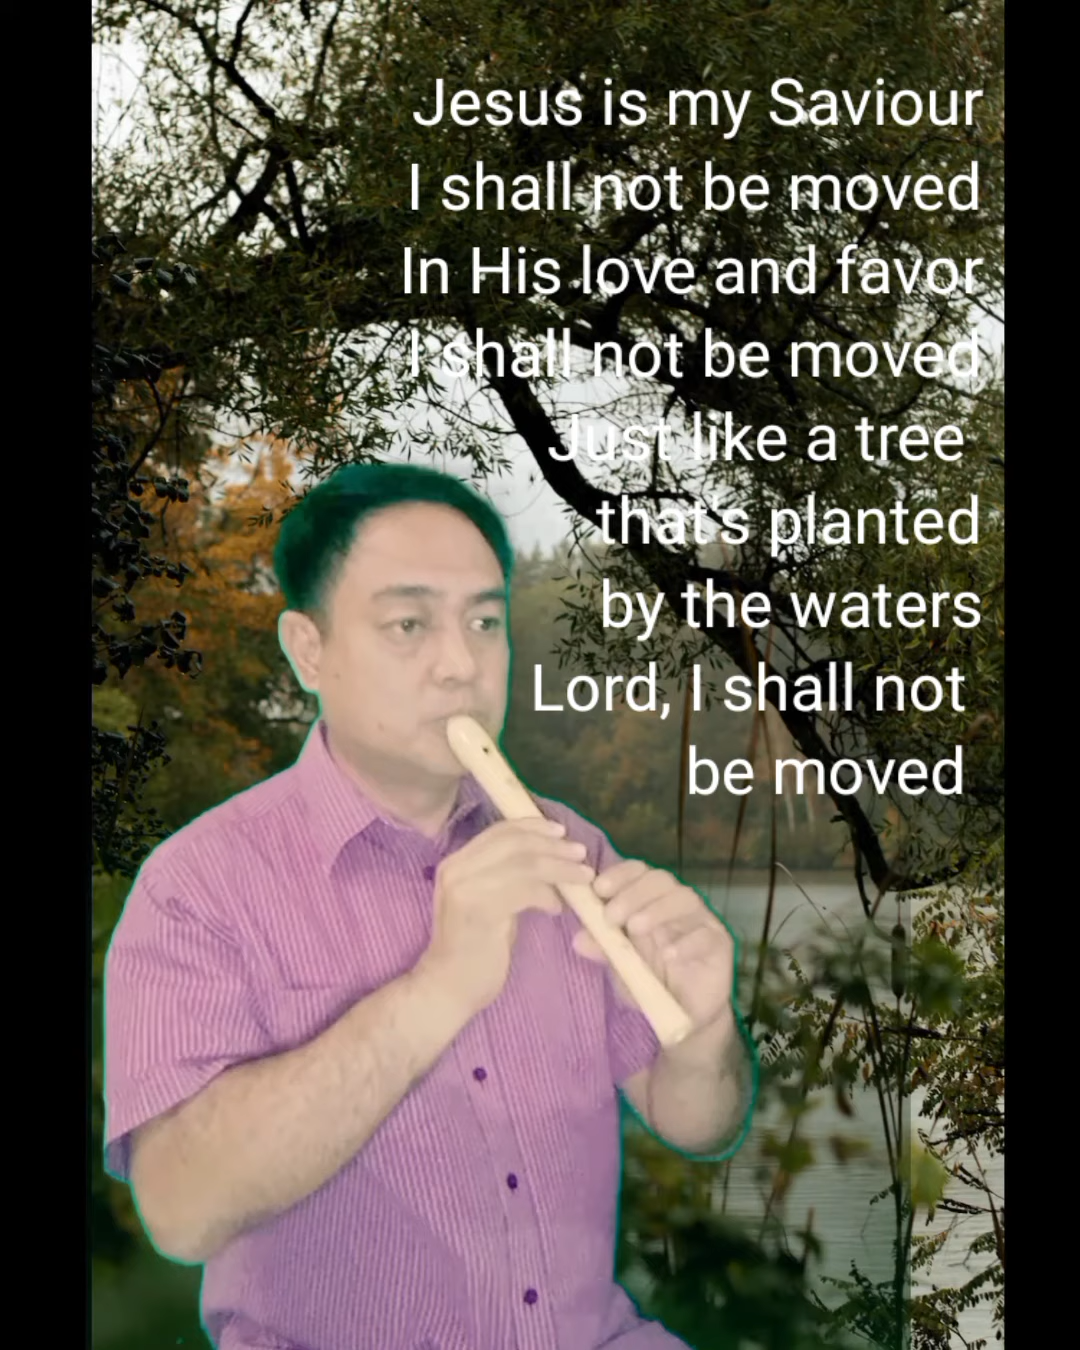 Jesus is my Saviour
I shall not be moved
In His love and favor
I shall not be moved
Just like a tree
that's planted
by the waters
Lord, I shall not
be moved